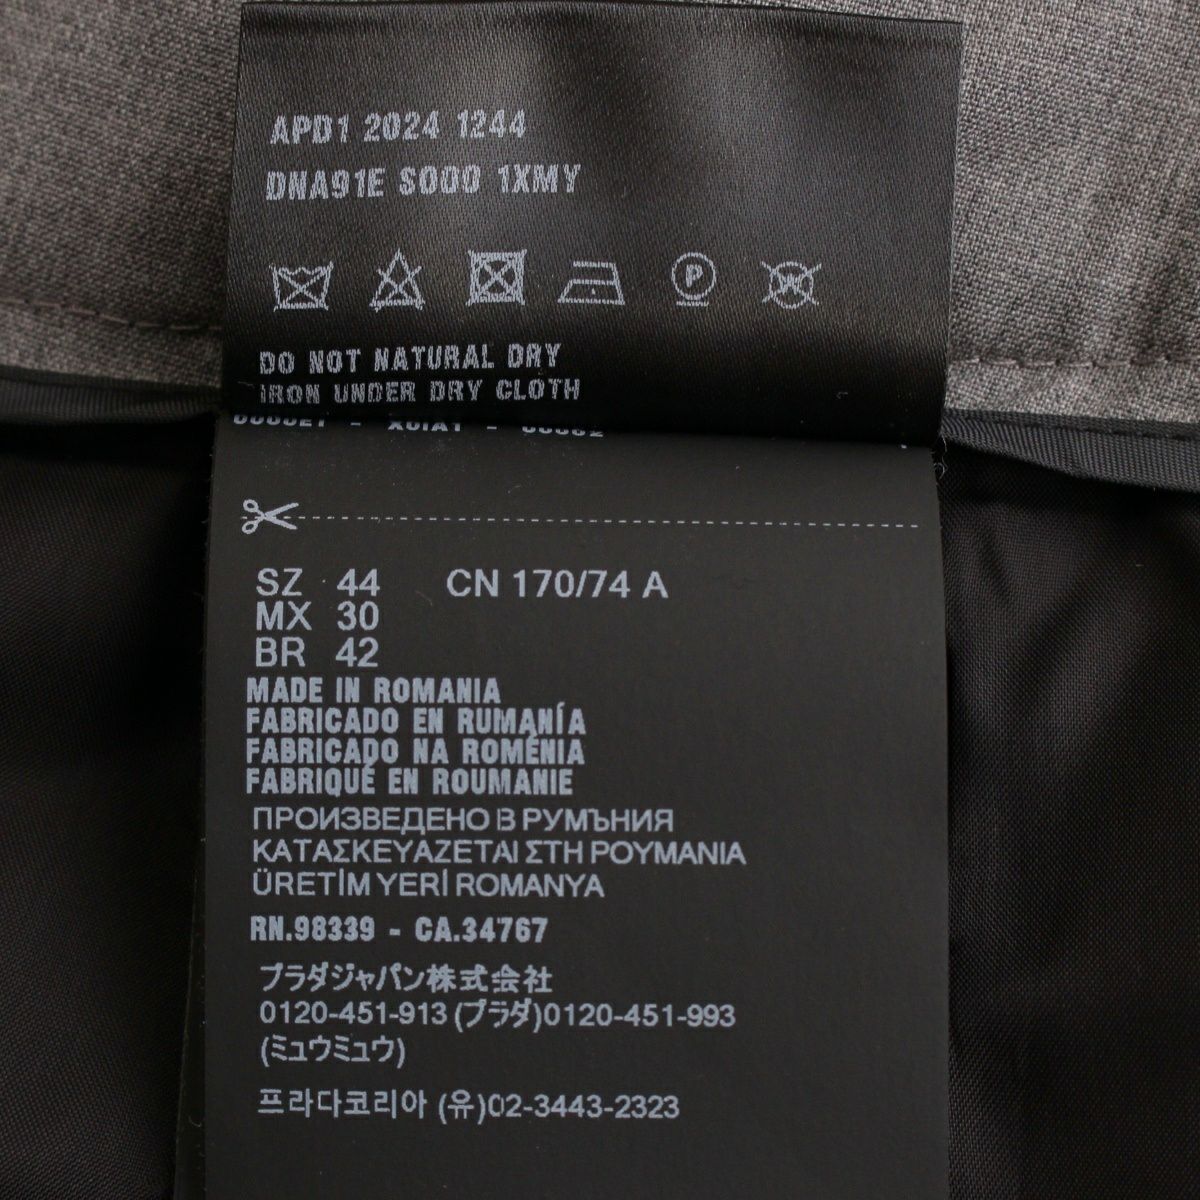 APD1 2024 1244
DNA91E S000 1XMY
P
DO NOT NATURAL DRY
IRON UNDER DRY CLOTH
SZ 44 CN 170/74 A
MX 30
BR 42
MADE IN ROMANIA
FABRICADO EN RUMANÍA
FABRICADO NA ROMÉNIA
FABRIQUÉ EN ROUMANIE
ПРОИЗВЕДЕНО В РУМЪНИЯ
ΚΑΤΑΣΚΕΥΑΖΕΤΑΙ ΣΤΗ ΡΟΥΜΑΝΙΑ
ÜRETİM YERİ ROMANYA
RN.98339 - CA.34767
プラダジャパン株式会社
0120-451-913 (プラダ)0120-451-993
(ミュウミュウ)
프라다코리아 (유)02-3443-2323